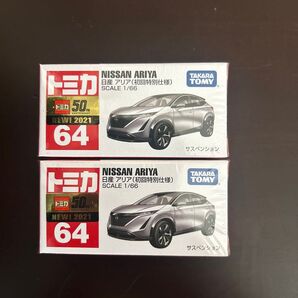 トミカ
NISSAN ARIYA
日産 アリア(初回特別仕様)
SCALE 1/66
TAKARA TOMY
トミカ 50th
NEW! 2021
64
サスペンション
トミカ
NISSAN ARIYA
日産 アリア(初回特別仕様)
SCALE 1/66
TAKARA TOMY
トミカ 50th
NEW! 2021
64
サスペンション